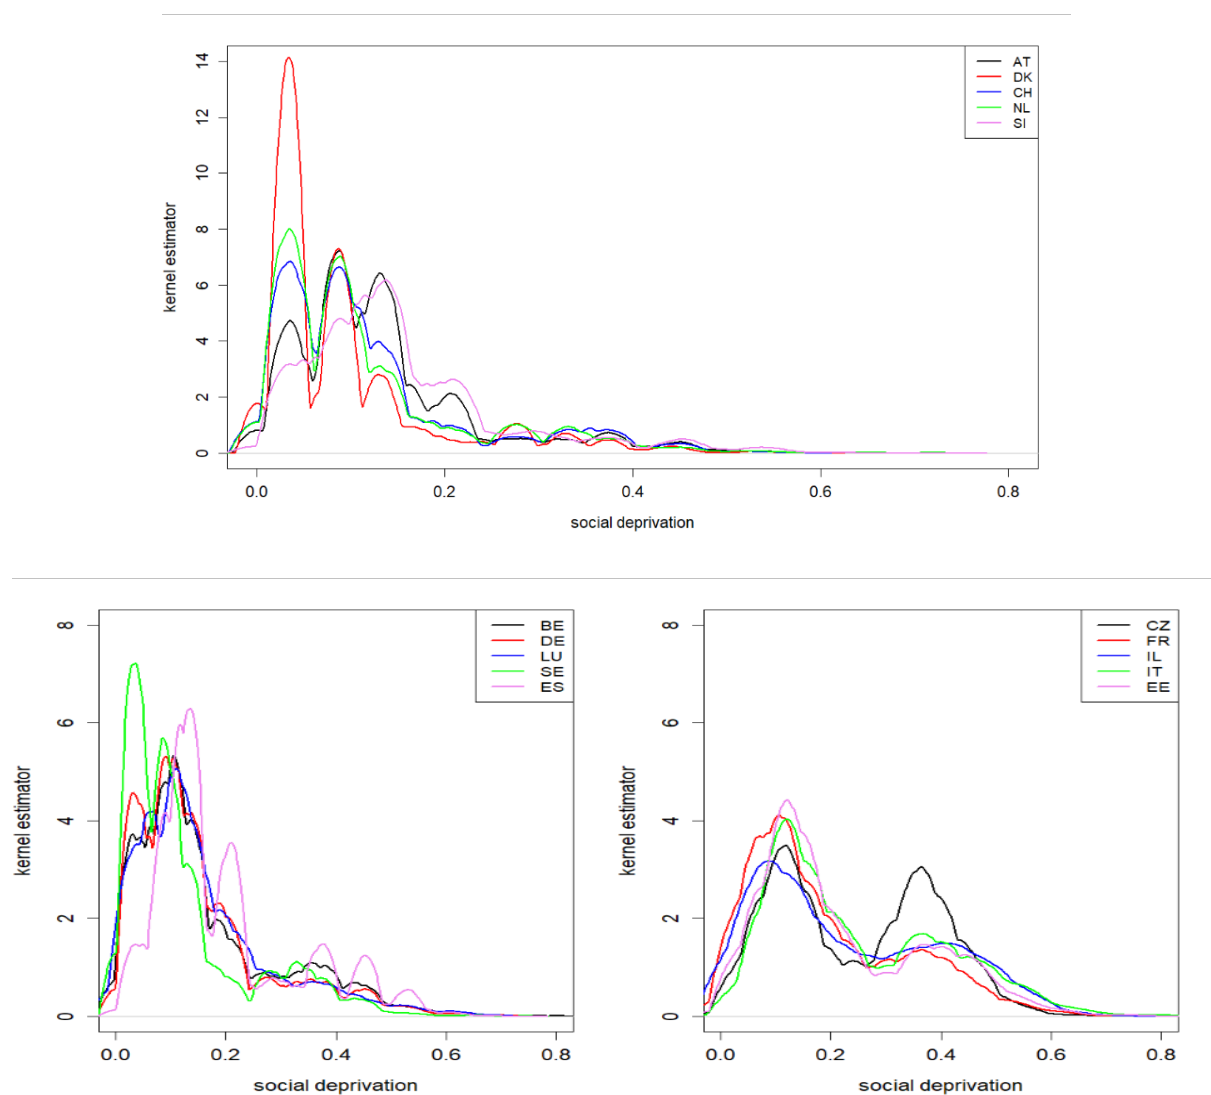 AT
DK
CH
NL
SI
kernel estimator
14
12
10
8
6
4
2
0
0.0 0.2 0.4 0.6 0.8
social deprivation
BE
DE
LU
SE
ES
kernel estimator
8
6
4
2
0
0.0 0.2 0.4 0.6 0.8
social deprivation
CZ
FR
IL
IT
EE
kernel estimator
8
6
4
2
0
0.0 0.2 0.4 0.6 0.8
social deprivation